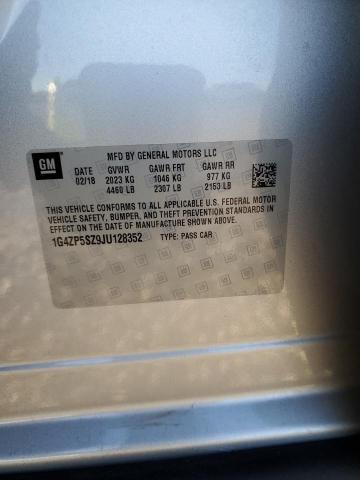 GM
MFD BY GENERAL MOTORS LLC
DATE GVWR GAWR FRT GAWR RR
02/18 2023 KG 1046 KG 977 KG
4460 LB 2307 LB 2153 LB
THIS VEHICLE CONFORMS TO ALL APPLICABLE U.S. FEDERAL MOTOR
VEHICLE SAFETY, BUMPER, AND THEFT PREVENTION STANDARDS
IN EFFECT ON THE DATE OF MANUFACTURE SHOWN ABOVE.
1G4ZP5SZ9JU128352 TYPE: PASS CAR